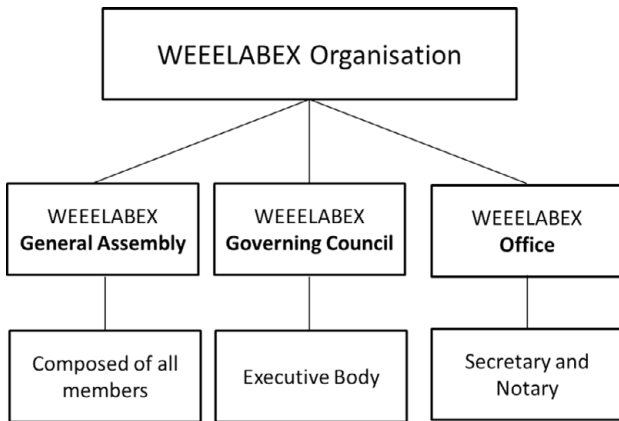 WEEELABEX Organisation
WEEELABEX
General Assembly
WEEELABEX
Governing Council
WEEELABEX
Office
Composed of all
members
Executive Body
Secretary and
Notary